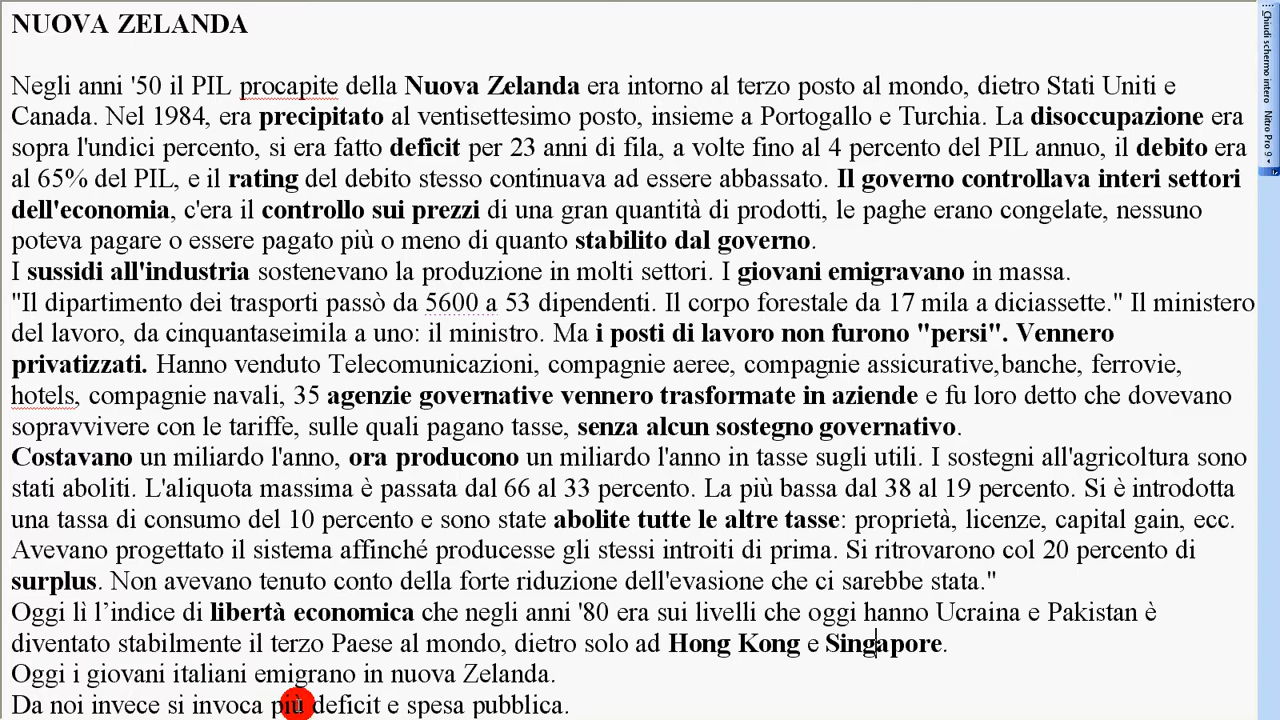 NUOVA ZELANDA
Negli anni '50 il PIL procapite della Nuova Zelanda era intorno al terzo posto al mondo, dietro Stati Uniti e
Canada. Nel 1984, era precipitato al ventisettesimo posto, insieme a Portogallo e Turchia. La disoccupazione era
sopra l'undici percento, si era fatto deficit per 23 anni di fila, a volte fino al 4 percento del PIL annuo, il debito era
al 65% del PIL, e il rating del debito stesso continuava ad essere abbassato. Il governo controllava interi settori
dell'economia, c'era il controllo sui prezzi di una gran quantità di prodotti, le paghe erano congelate, nessuno
poteva pagare o essere pagato più o meno di quanto stabilito dal governo.
I sussidi all'industria sostenevano la produzione in molti settori. I giovani emigravano in massa.
"Il dipartimento dei trasporti passò da 5600 a 53 dipendenti. Il corpo forestale da 17 mila a diciassette." Il ministero
del lavoro, da cinquantaseimila a uno: il ministro. Ma i posti di lavoro non furono "persi". Vennero
privatizzati. Hanno venduto Telecomunicazioni, compagnie aeree, compagnie assicurative,banche, ferrovie,
hotels, compagnie navali, 35 agenzie governative vennero trasformate in aziende e fu loro detto che dovevano
sopravvivere con le tariffe, sulle quali pagano tasse, senza alcun sostegno governativo.
Costavano un miliardo l'anno, ora producono un miliardo l'anno in tasse sugli utili. I sostegni all'agricoltura sono
stati aboliti. L'aliquota massima è passata dal 66 al 33 percento. La più bassa dal 38 al 19 percento. Si è introdotta
una tassa di consumo del 10 percento e sono state abolite tutte le altre tasse: proprietà, licenze, capital gain, ecc.
Avevano progettato il sistema affinché producesse gli stessi introiti di prima. Si ritrovarono col 20 percento di
surplus. Non avevano tenuto conto della forte riduzione dell'evasione che ci sarebbe stata."
Oggi lì l’indice di libertà economica che negli anni '80 era sui livelli che oggi hanno Ucraina e Pakistan è
diventato stabilmente il terzo Paese al mondo, dietro solo ad Hong Kong e Singapore.
Oggi i giovani italiani emigrano in nuova Zelanda.
Da noi invece si invoca più deficit e spesa pubblica.
Chiudi schermo intero Nitro Pro 9